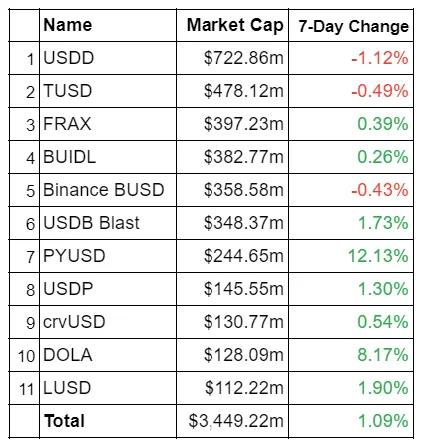 Name Market Cap 7-Day Change
1 USDD $722.86m -1.12%
2 TUSD $478.12m -0.49%
3 FRAX $397.23m 0.39%
4 BUIDL $382.77m 0.26%
5 Binance BUSD $358.58m -0.43%
6 USDB Blast $348.37m 1.73%
7 PYUSD $244.65m 12.13%
8 USDP $145.55m 1.30%
9 crvUSD $130.77m 0.54%
10 DOLA $128.09m 8.17%
11 LUSD $112.22m 1.90%
Total $3,449.22m 1.09%